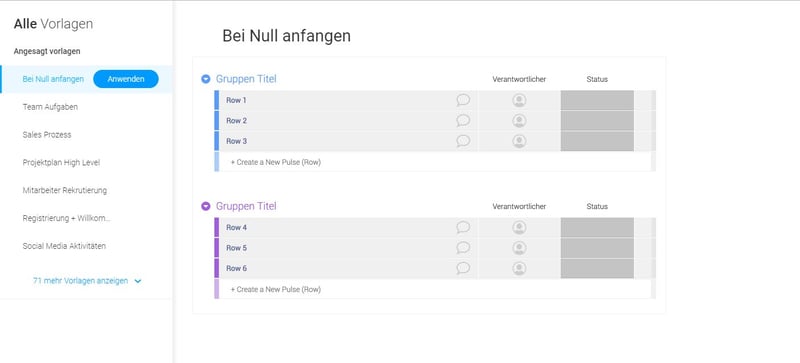 Alle Vorlagen
Angesagt vorlagen
Bei Null anfangen
Anwenden
Team Aufgaben
Sales Prozess
Projektplan High Level
Mitarbeiter Rekrutierung
Registrierung + Willkom...
Social Media Aktivitäten
71 mehr Vorlagen anzeigen
Bei Null anfangen
Gruppen Titel Verantwortlicher Status
Row 1
Row 2
Row 3
+ Create a New Pulse (Row)
Gruppen Titel Verantwortlicher Status
Row 4
Row 5
Row 6
+ Create a New Pulse (Row)